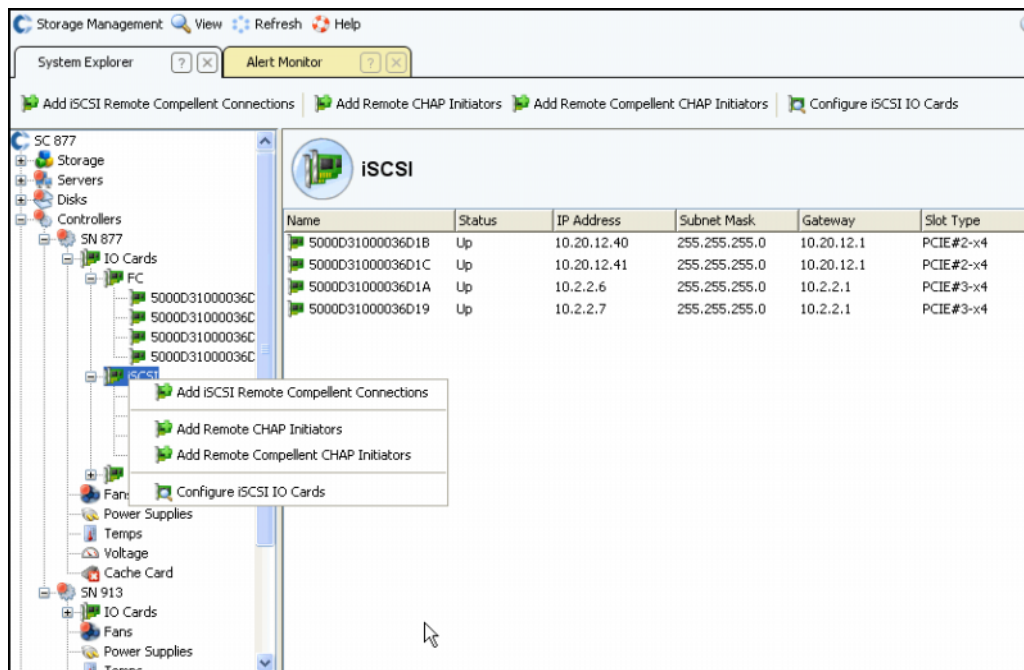 Storage Management View Refresh Help
System Explorer ? Alert Monitor ?
Add iSCSI Remote Compellent Connections Add Remote CHAP Initiators Add Remote Compellent CHAP Initiators Configure iSCSI IO Cards
SC 877
Storage
Servers
Disks
Controllers
SN 877
IO Cards
FC
5000D31000036D
5000D31000036D
5000D31000036D
5000D31000036D
iSCSI
Add iSCSI Remote Compellent Connections
Add Remote CHAP Initiators
Add Remote Compellent CHAP Initiators
Configure iSCSI IO Cards
Fans
Power Supplies
Temps
Voltage
Cache Card
SN 913
IO Cards
Fans
Power Supplies
Temps
iSCSI
Name Status IP Address Subnet Mask Gateway Slot Type
5000D31000036D1B Up 10.20.12.40 255.255.255.0 10.20.12.1 PCIE#2-x4
5000D31000036D1C Up 10.20.12.41 255.255.255.0 10.20.12.1 PCIE#2-x4
5000D31000036D1A Up 10.2.2.6 255.255.255.0 10.2.2.1 PCIE#3-x4
5000D31000036D19 Up 10.2.2.7 255.255.255.0 10.2.2.1 PCIE#3-x4